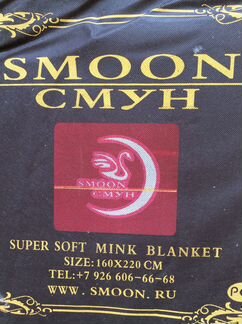 SMOON
СМУН
SMOON
СМУН
SUPER SOFT MINK BLANKET
SIZE:160X220 CM
TEL:+7 926 606-66-68
WWW. SMOON. RU